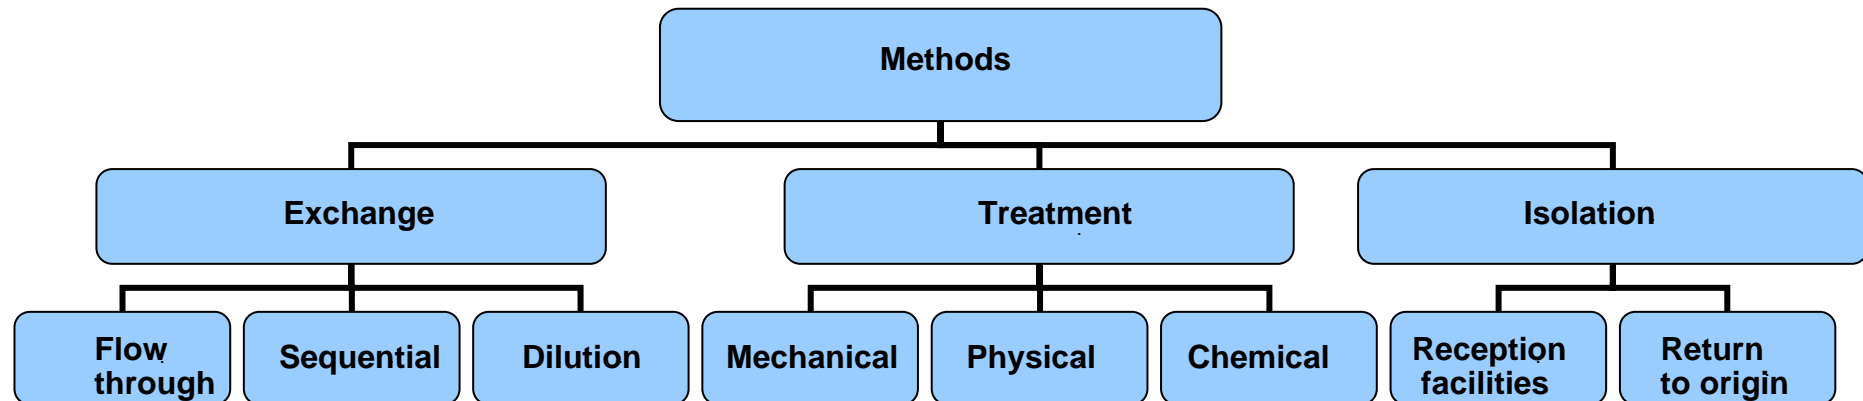 Methods
Exchange
Treatment
Isolation
Flow
through
Sequential
Dilution
Mechanical
Physical
Chemical
Reception
facilities
Return
to origin